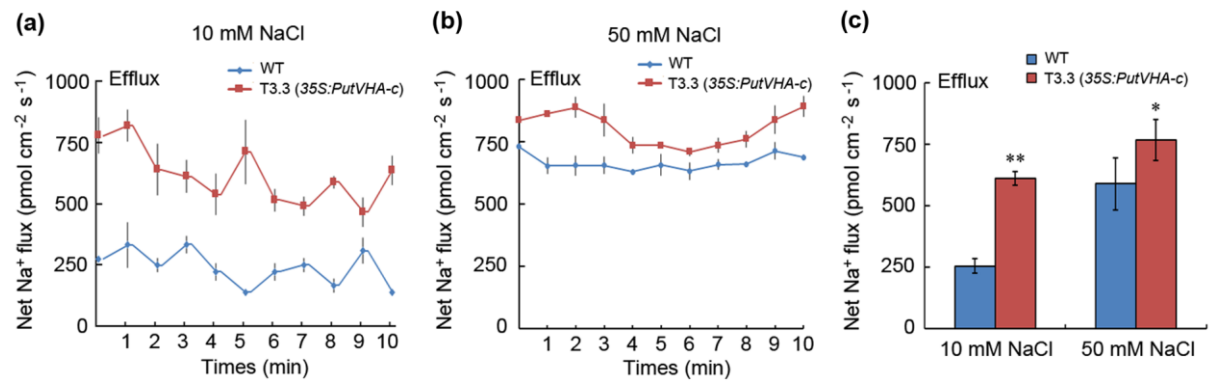 (a)
10 mM NaCl
Efflux
WT
T3.3 (35S:PutVHA-c)
Net Na⁺ flux (pmol cm⁻² s⁻¹)
1000
750
500
250
0
1 2 3 4 5 6 7 8 9 10
Times (min)
(b)
50 mM NaCl
Efflux
WT
T3.3 (35S:PutVHA-c)
Net Na⁺ flux (pmol cm⁻² s⁻¹)
1000
750
500
250
0
1 2 3 4 5 6 7 8 9 10
Times (min)
(c)
Efflux
WT
T3.3 (35S:PutVHA-c)
Net Na⁺ flux (pmol cm⁻² s⁻¹)
1000
750
500
250
0
**
*
10 mM NaCl 50 mM NaCl